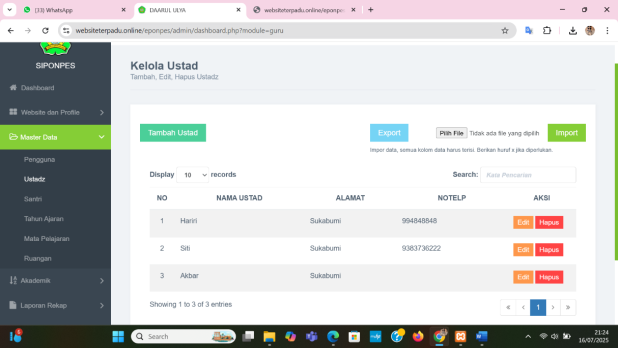 (33) WhatsApp
DAARUL ULYA
websiteterpadu.online/eponpes
websiteterpadu.online/eponpes/admin/dashboard.php?module=guru
SIPONPES
Dashboard
Website dan Profile
Master Data
Pengguna
Ustadz
Santri
Tahun Ajaran
Mata Pelajaran
Ruangan
Akademik
Laporan Rekap
Kelola Ustad
Tambah, Edit, Hapus Ustadz
Tambah Ustad
Export
Pilih File Tidak ada file yang dipilih
Import
Impor data, semua kolom data harus terisi. Berikan huruf x jika diperlukan.
Display 10 records
Search: Kata Pencarian
NO NAMA USTAD ALAMAT NOTELP AKSI
1 Hariri Sukabumi 994848848 Edit Hapus
2 Siti Sukabumi 9383736222 Edit Hapus
3 Akbar Sukabumi Edit Hapus
Showing 1 to 3 of 3 entries
« ‹ 1 › »
Search
21:24
16/07/2025